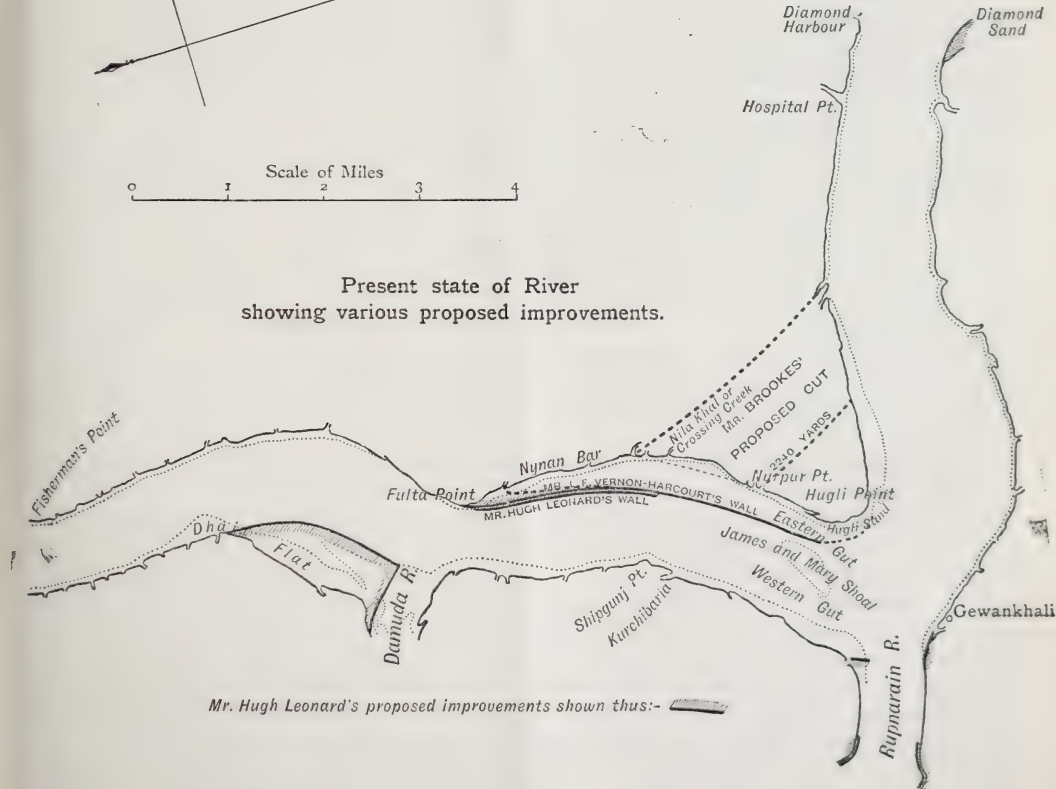 Diamond
Harbour
Diamond
Sand
Hospital Pt.
Scale of Miles
0 1 2 3 4
Present state of River
showing various proposed improvements.
Nila Khal or
Crossing Creek
MR. BROOKES'
PROPOSED CUT
2240 YARDS
Fisherman's Point
Nynan Bar
Nurpur Pt.
Fulta Point
MR. L. F. VERNON-HARCOURT'S WALL
MR. HUGH LEONARD'S WALL
Hugli Point
Hugli Sand
Eastern Gut
Dhaj
Flat
James and Mary Shoal
Western Gut
Damuda R.
Shipgunj Pt.
Kurchibaria
Gewankhali
Rupnarain R.
Mr. Hugh Leonard's proposed improvements shown thus:-